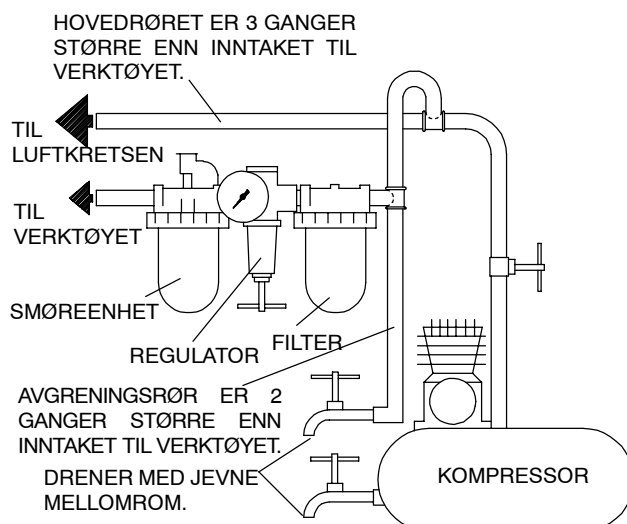 HOVEDRØRET ER 3 GANGER
STØRRE ENN INNTAKET TIL
VERKTØYET.
TIL
LUFTKRETSEN
TIL
VERKTØYET
SMØREENHET
REGULATOR
FILTER
AVGRENINGSRØR ER 2
GANGER STØRRE ENN
INNTAKET TIL VERKTØYET.
DRENER MED JEVNE
MELLOMROM.
KOMPRESSOR